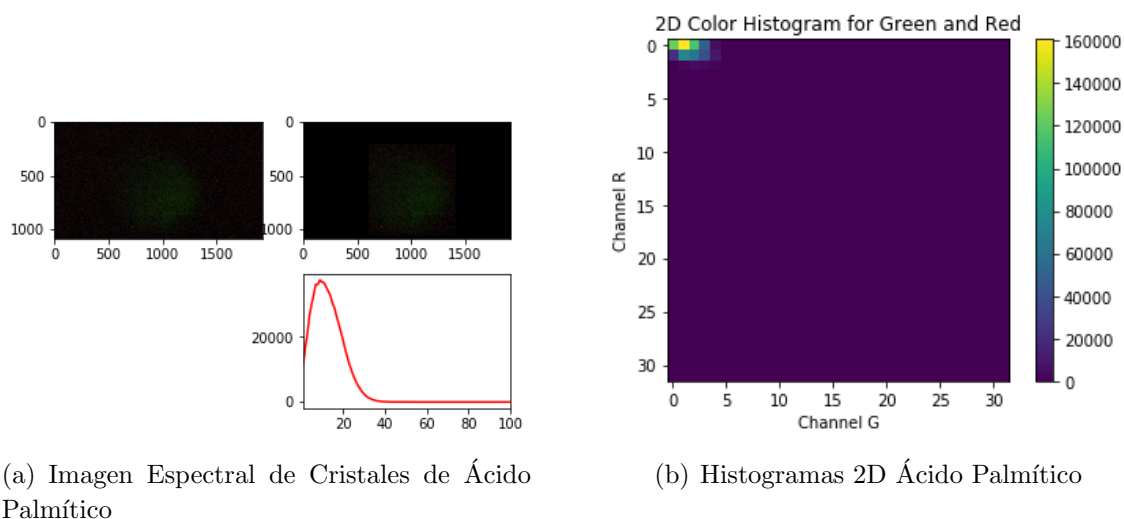 2D Color Histogram for Green and Red
0
500
1000
0 500 1000 1500
0
500
1000
0 500 1000 1500
20000
0
20 40 60 80 100
0
5
10
15
20
25
30
Channel R
0 5 10 15 20 25 30
Channel G
160000
140000
120000
100000
80000
60000
40000
20000
0
(a) Imagen Espectral de Cristales de Ácido
Palmítico
(b) Histogramas 2D Ácido Palmítico